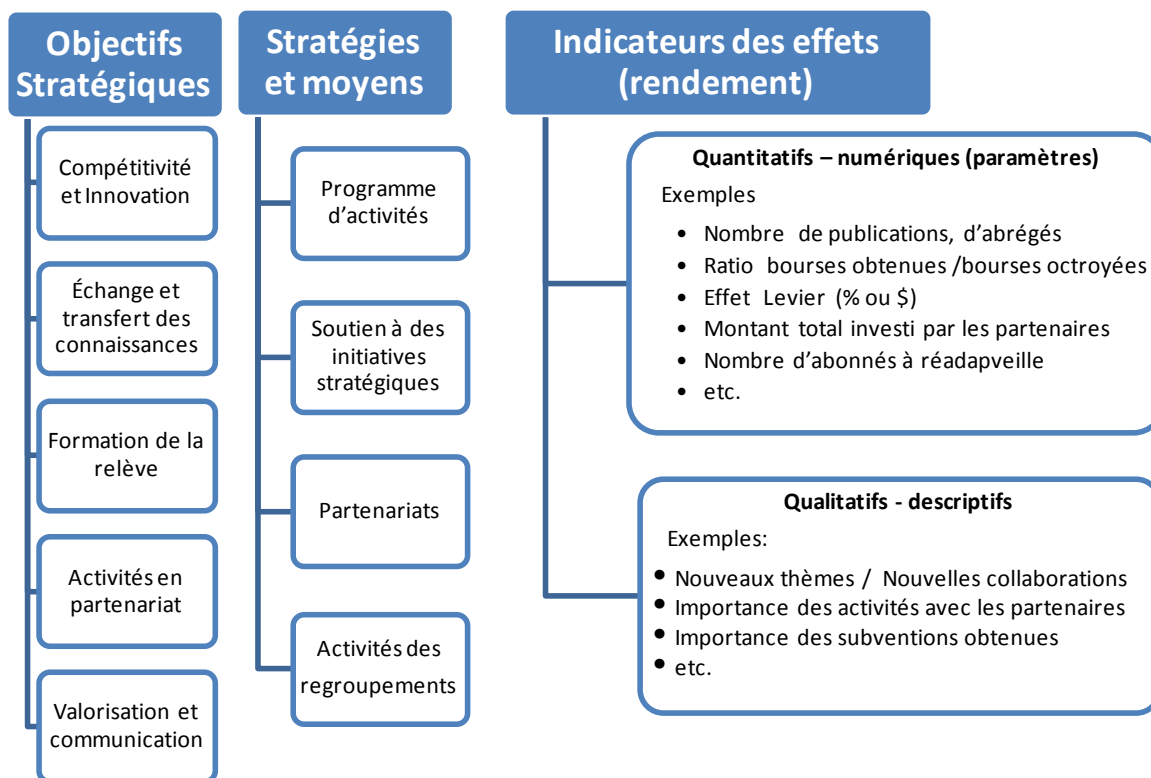 Objectifs
Stratégiques
Compétitivité
et Innovation
Échange et
transfert des
connaissances
Formation de la
relève
Activités en
partenariat
Valorisation et
communication
Stratégies
et moyens
Programme
d’activités
Soutien à des
initiatives
stratégiques
Partenariats
Activités des
regroupements
Indicateurs des effets
(rendement)
Quantitatifs – numériques (paramètres)
Exemples
• Nombre de publications, d’abrégés
• Ratio bourses obtenues /bourses octroyées
• Effet Levier (% ou $)
• Montant total investi par les partenaires
• Nombre d’abonnés à réadapveille
• etc.
Qualitatifs - descriptifs
Exemples:
• Nouveaux thèmes / Nouvelles collaborations
• Importance des activités avec les partenaires
• Importance des subventions obtenues
• etc.